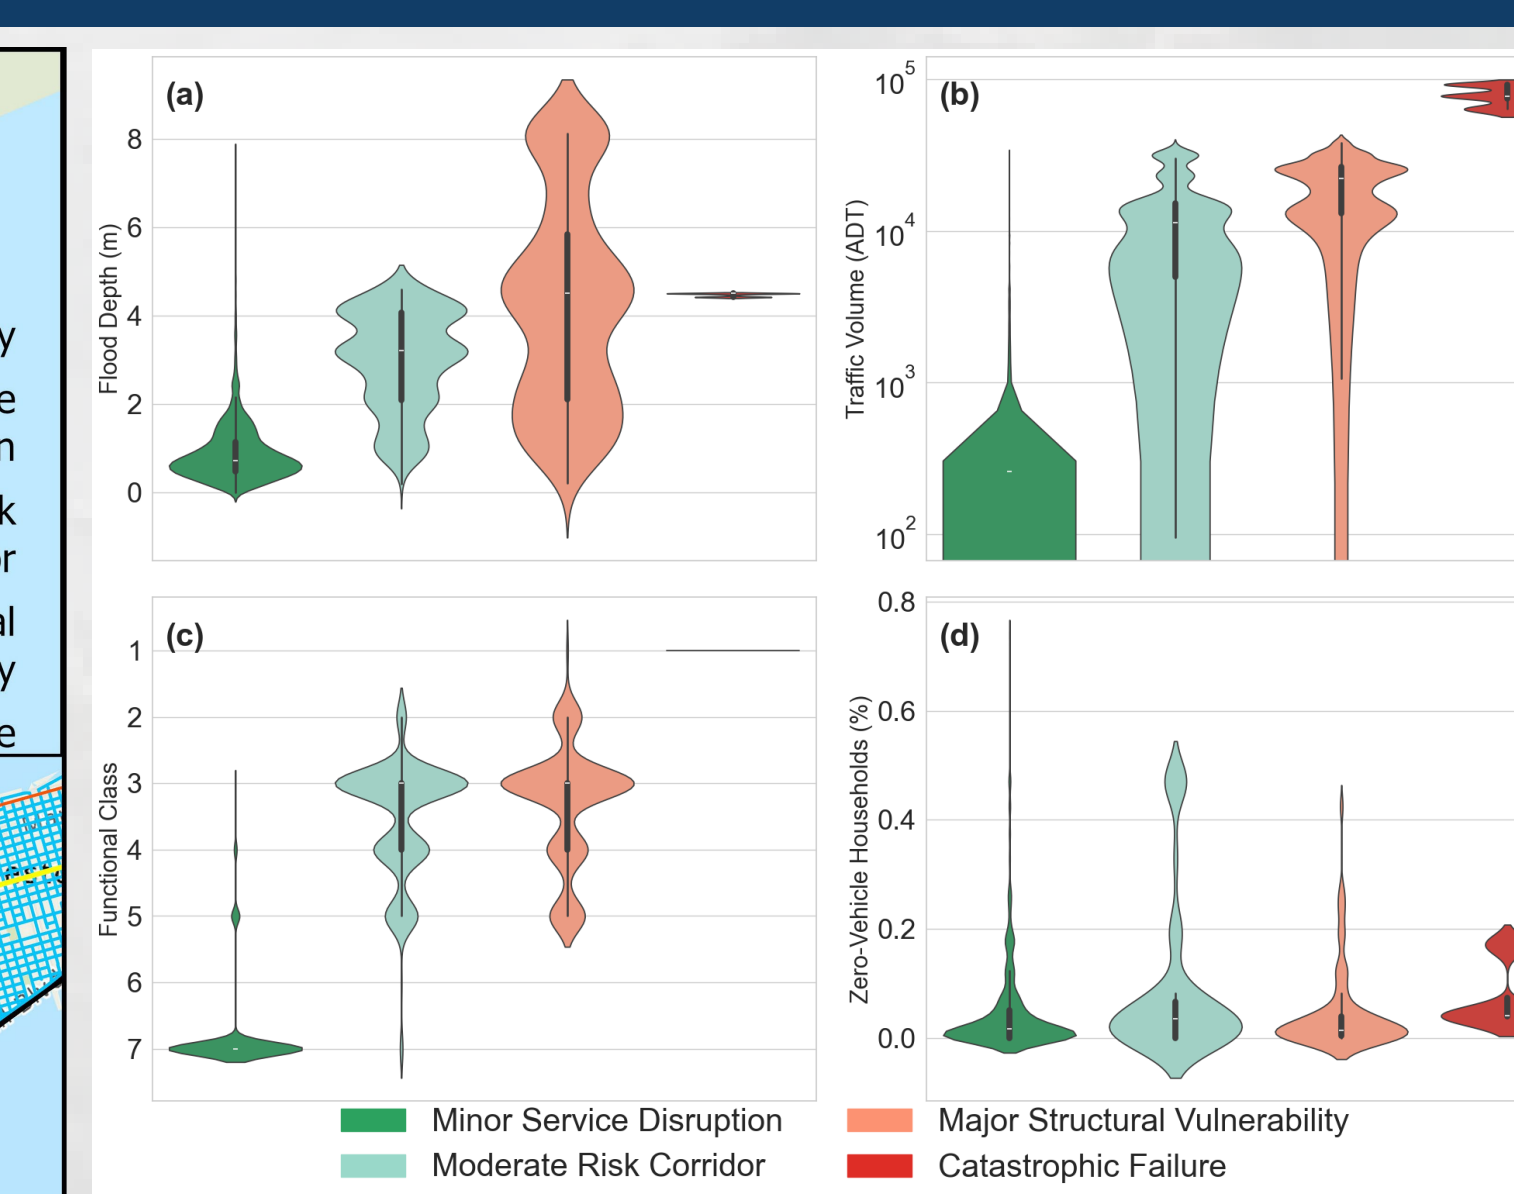 y
e
n
k
or
al
y
e
(a)
Flood Depth (m)
8
6
4
2
0
(b)
Traffic Volume (ADT)
10^5
10^4
10^3
10^2
(c)
Functional Class
1
2
3
4
5
6
7
(d)
Zero-Vehicle Households (%)
0.8
0.6
0.4
0.2
0.0
Minor Service Disruption
Moderate Risk Corridor
Major Structural Vulnerability
Catastrophic Failure